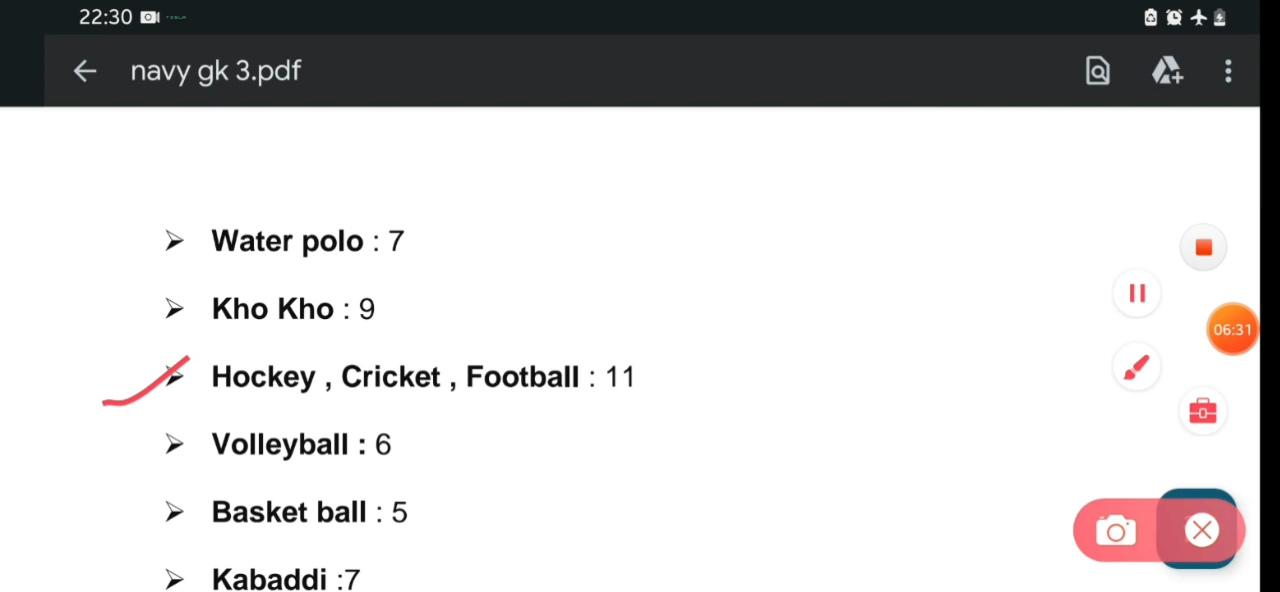 22:30
navy gk 3.pdf
Water polo : 7
Kho Kho : 9
Hockey , Cricket , Football : 11
06:31
Volleyball : 6
Basket ball : 5
Kabaddi :7